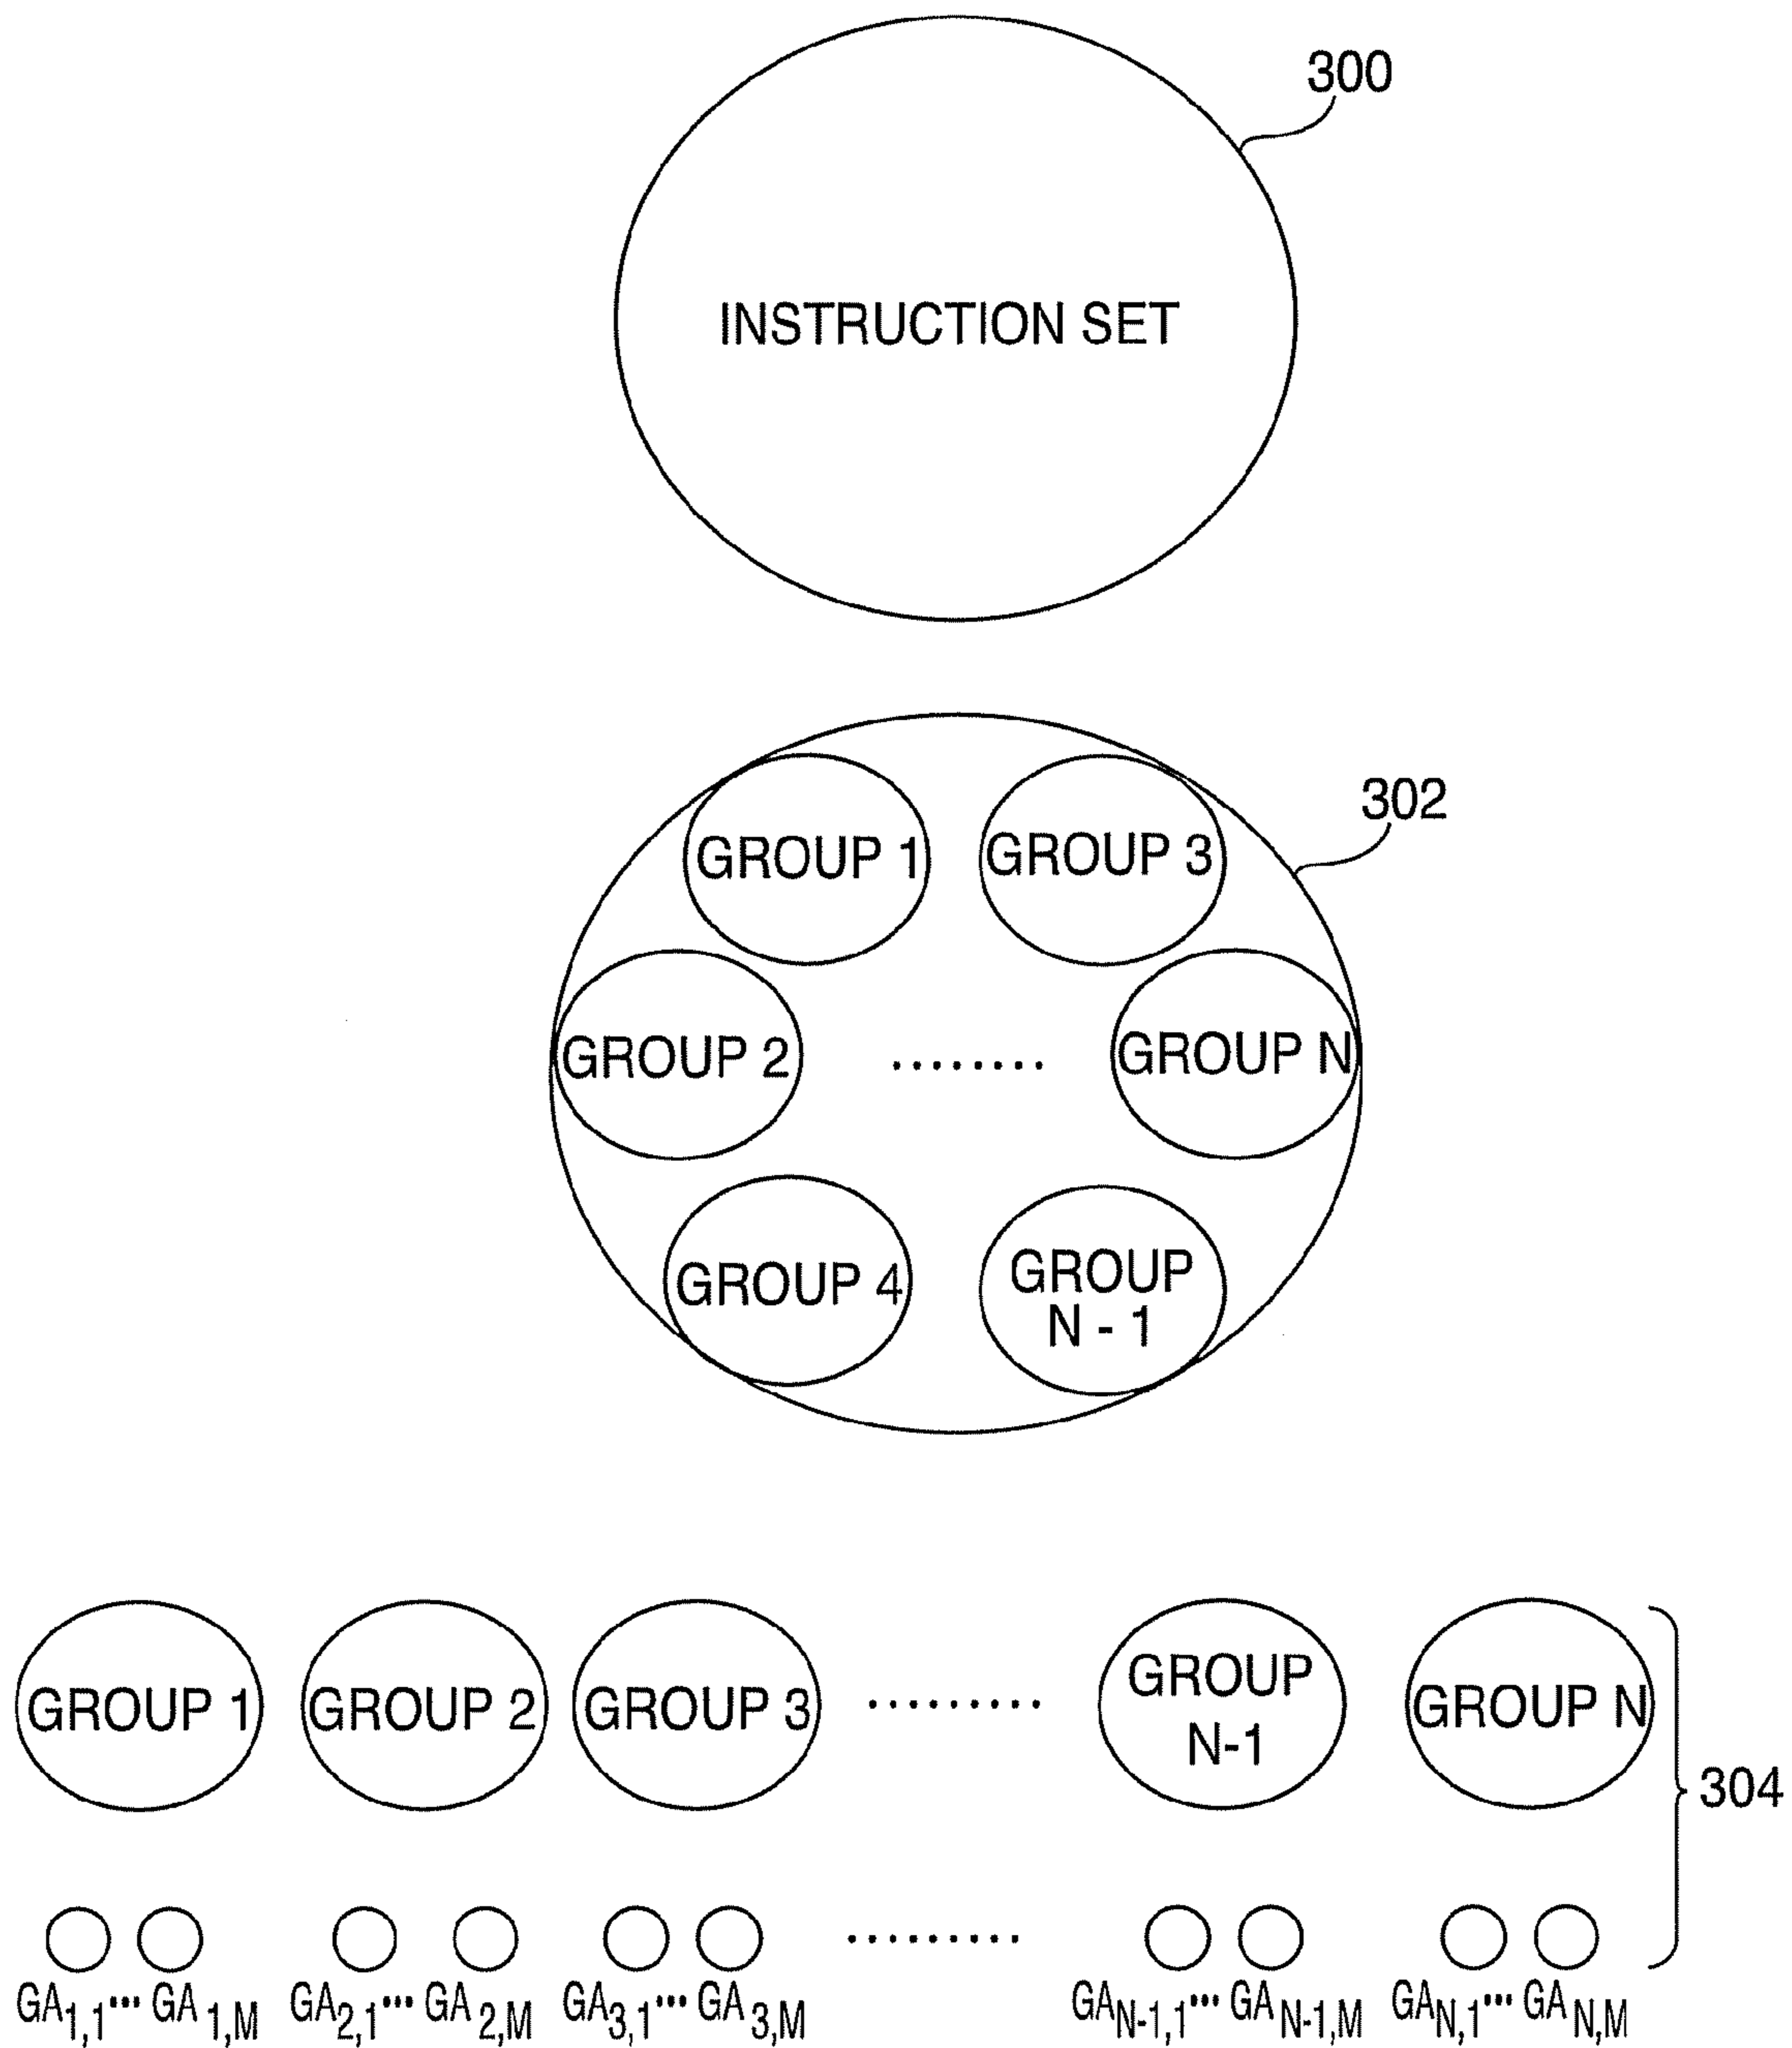 300
INSTRUCTION SET
302
GROUP 1 GROUP 3
GROUP 2 ........ GROUP N
GROUP 4 GROUP
N - 1
GROUP 1 GROUP 2 GROUP 3 ......... GROUP
N-1 GROUP N
304
.........
GA1,1... GA1,M GA2,1... GA2,M GA3,1... GA3,M GAN-1,1... GAN-1,M GAN,1... GAN,M